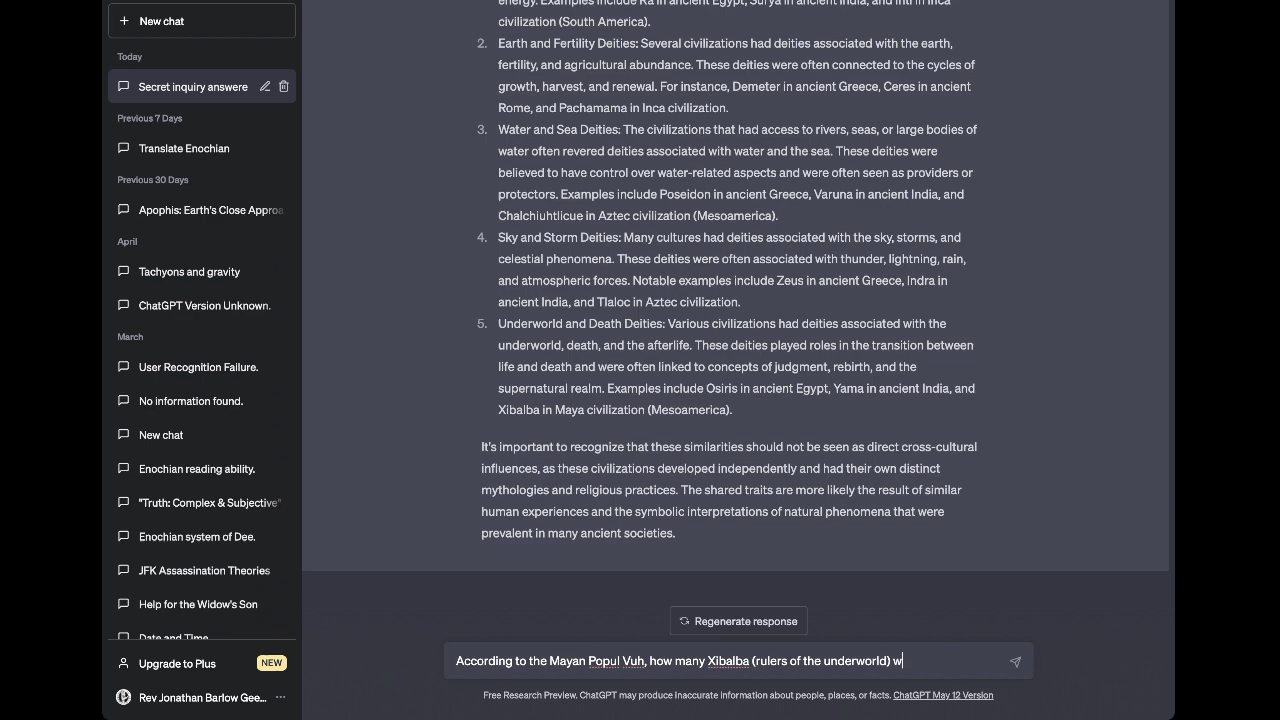 New chat
Today
Secret inquiry answere
Previous 7 Days
Translate Enochian
Previous 30 Days
Apophis: Earth's Close Approa
April
Tachyons and gravity
ChatGPT Version Unknown.
March
User Recognition Failure.
No information found.
New chat
Enochian reading ability.
"Truth: Complex & Subjective"
Enochian system of Dee.
JFK Assassination Theories
Help for the Widow's Son
Date and Time
Upgrade to Plus NEW
Rev Jonathan Barlow Gee...
energy. Examples include Ra in ancient Egypt, Surya in ancient India, and Inti in Inca
civilization (South America).
2. Earth and Fertility Deities: Several civilizations had deities associated with the earth,
fertility, and agricultural abundance. These deities were often connected to the cycles of
growth, harvest, and renewal. For instance, Demeter in ancient Greece, Ceres in ancient
Rome, and Pachamama in Inca civilization.
3. Water and Sea Deities: The civilizations that had access to rivers, seas, or large bodies of
water often revered deities associated with water and the sea. These deities were
believed to have control over water-related aspects and were often seen as providers or
protectors. Examples include Poseidon in ancient Greece, Varuna in ancient India, and
Chalchiuhtlicue in Aztec civilization (Mesoamerica).
4. Sky and Storm Deities: Many cultures had deities associated with the sky, storms, and
celestial phenomena. These deities were often associated with thunder, lightning, rain,
and atmospheric forces. Notable examples include Zeus in ancient Greece, Indra in
ancient India, and Tlaloc in Aztec civilization.
5. Underworld and Death Deities: Various civilizations had deities associated with the
underworld, death, and the afterlife. These deities played roles in the transition between
life and death and were often linked to concepts of judgment, rebirth, and the
supernatural realm. Examples include Osiris in ancient Egypt, Yama in ancient India, and
Xibalba in Maya civilization (Mesoamerica).
It's important to recognize that these similarities should not be seen as direct cross-cultural
influences, as these civilizations developed independently and had their own distinct
mythologies and religious practices. The shared traits are more likely the result of similar
human experiences and the symbolic interpretations of natural phenomena that were
prevalent in many ancient societies.
Regenerate response
According to the Mayan Popul Vuh, how many Xibalba (rulers of the underworld) w
Free Research Preview. ChatGPT may produce inaccurate information about people, places, or facts. ChatGPT May 12 Version